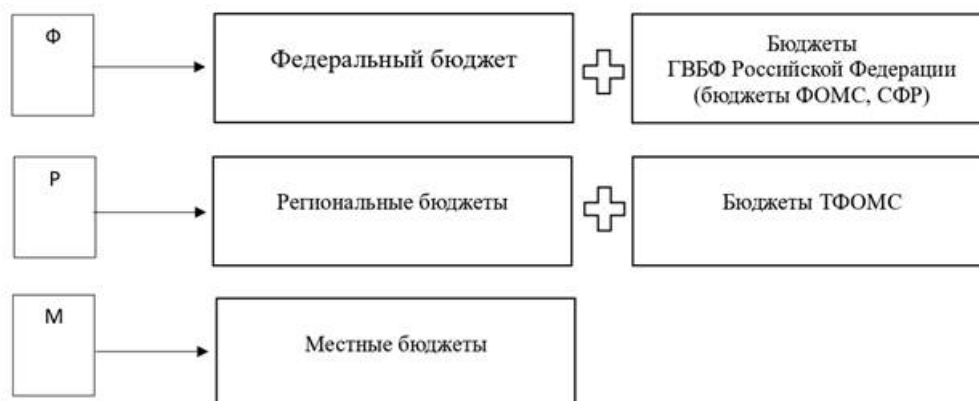 Ф
Федеральный бюджет
Бюджеты
ГВБФ Российской Федерации
(бюджеты ФОМС, СФР)
Р
Региональные бюджеты
Бюджеты ТФОМС
М
Местные бюджеты